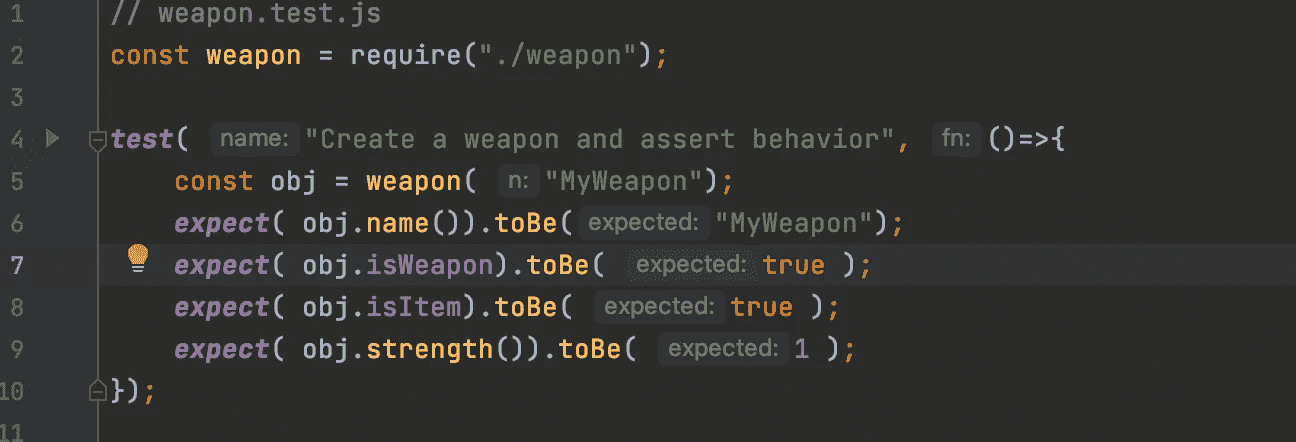 1 // weapon.test.js
2 const weapon = require("./weapon");
3
4 test( name: "Create a weapon and assert behavior", fn: ()=>{
5 const obj = weapon( n: "MyWeapon");
6 expect( obj.name()).toBe( expected: "MyWeapon");
7 expect( obj.isWeapon).toBe( expected: true );
8 expect( obj.isItem).toBe( expected: true );
9 expect( obj.strength()).toBe( expected: 1 );
10 });
11